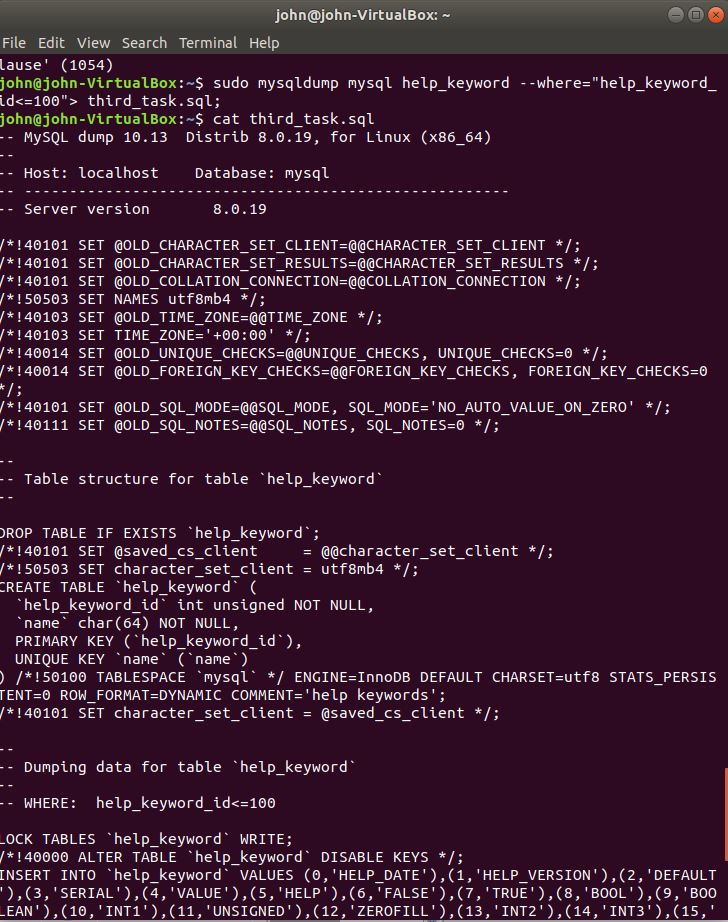 john@john-VirtualBox: ~
File Edit View Search Terminal Help
lause' (1054)
john@john-VirtualBox:~$ sudo mysqldump mysql help_keyword --where="help_keyword_
id<=100"> third_task.sql;
john@john-VirtualBox:~$ cat third_task.sql
-- MySQL dump 10.13  Distrib 8.0.19, for Linux (x86_64)
--
-- Host: localhost    Database: mysql
-- ------------------------------------------------------
-- Server version       8.0.19
/*!40101 SET @OLD_CHARACTER_SET_CLIENT=@@CHARACTER_SET_CLIENT */;
/*!40101 SET @OLD_CHARACTER_SET_RESULTS=@@CHARACTER_SET_RESULTS */;
/*!40101 SET @OLD_COLLATION_CONNECTION=@@COLLATION_CONNECTION */;
/*!50503 SET NAMES utf8mb4 */;
/*!40103 SET @OLD_TIME_ZONE=@@TIME_ZONE */;
/*!40103 SET TIME_ZONE='+00:00' */;
/*!40014 SET @OLD_UNIQUE_CHECKS=@@UNIQUE_CHECKS, UNIQUE_CHECKS=0 */;
/*!40014 SET @OLD_FOREIGN_KEY_CHECKS=@@FOREIGN_KEY_CHECKS, FOREIGN_KEY_CHECKS=0
*/;
/*!40101 SET @OLD_SQL_MODE=@@SQL_MODE, SQL_MODE='NO_AUTO_VALUE_ON_ZERO' */;
/*!40111 SET @OLD_SQL_NOTES=@@SQL_NOTES, SQL_NOTES=0 */;
--
-- Table structure for table `help_keyword`
--
DROP TABLE IF EXISTS `help_keyword`;
/*!40101 SET @saved_cs_client     = @@character_set_client */;
/*!50503 SET character_set_client = utf8mb4 */;
CREATE TABLE `help_keyword` (
  `help_keyword_id` int unsigned NOT NULL,
  `name` char(64) NOT NULL,
  PRIMARY KEY (`help_keyword_id`),
  UNIQUE KEY `name` (`name`)
) /*!50100 TABLESPACE `mysql` */ ENGINE=InnoDB DEFAULT CHARSET=utf8 STATS_PERSIS
TENT=0 ROW_FORMAT=DYNAMIC COMMENT='help keywords';
/*!40101 SET character_set_client = @saved_cs_client */;
--
-- Dumping data for table `help_keyword`
--
-- WHERE:  help_keyword_id<=100
LOCK TABLES `help_keyword` WRITE;
/*!40000 ALTER TABLE `help_keyword` DISABLE KEYS */;
INSERT INTO `help_keyword` VALUES (0,'HELP_DATE'),(1,'HELP_VERSION'),(2,'DEFAULT
'),(3,'SERIAL'),(4,'VALUE'),(5,'HELP'),(6,'FALSE'),(7,'TRUE'),(8,'BOOL'),(9,'BOO
LEAN'),(10,'INT1'),(11,'UNSIGNED'),(12,'ZEROFILL'),(13,'INT2'),(14,'INT3'),(15,'